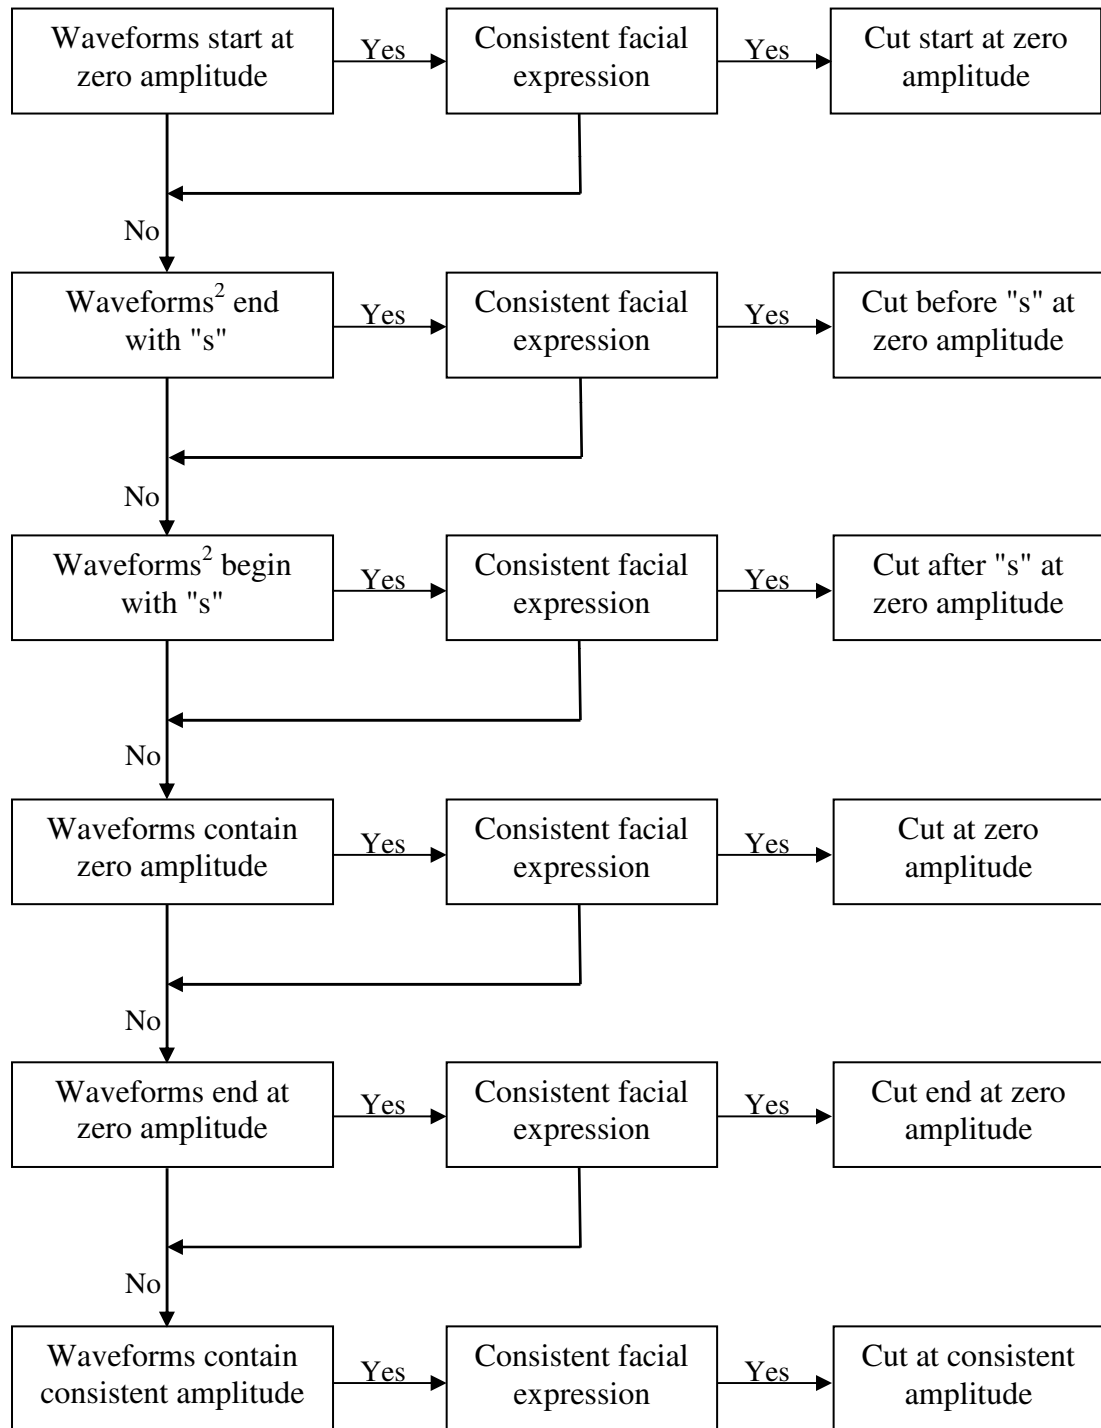 Waveforms start at
zero amplitude
Yes
Consistent facial
expression
Yes
Cut start at zero
amplitude
No
Waveforms² end
with "s"
Yes
Consistent facial
expression
Yes
Cut before "s" at
zero amplitude
No
Waveforms² begin
with "s"
Yes
Consistent facial
expression
Yes
Cut after "s" at
zero amplitude
No
Waveforms contain
zero amplitude
Yes
Consistent facial
expression
Yes
Cut at zero
amplitude
No
Waveforms end at
zero amplitude
Yes
Consistent facial
expression
Yes
Cut end at zero
amplitude
No
Waveforms contain
consistent amplitude
Yes
Consistent facial
expression
Yes
Cut at consistent
amplitude